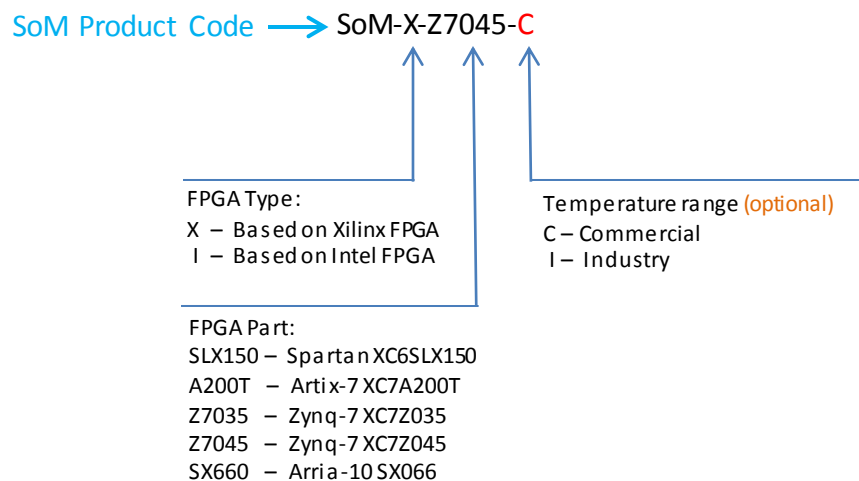 SoM Product Code SoM-X-Z7045-C
FPGA Type:
X – Based on Xilinx FPGA
I – Based on Intel FPGA
Temperature range (optional)
C – Commercial
I – Industry
FPGA Part:
SLX150 – Spartan XC6SLX150
A200T – Artix-7 XC7A200T
Z7035 – Zynq-7 XC7Z035
Z7045 – Zynq-7 XC7Z045
SX660 – Arria-10 SX066